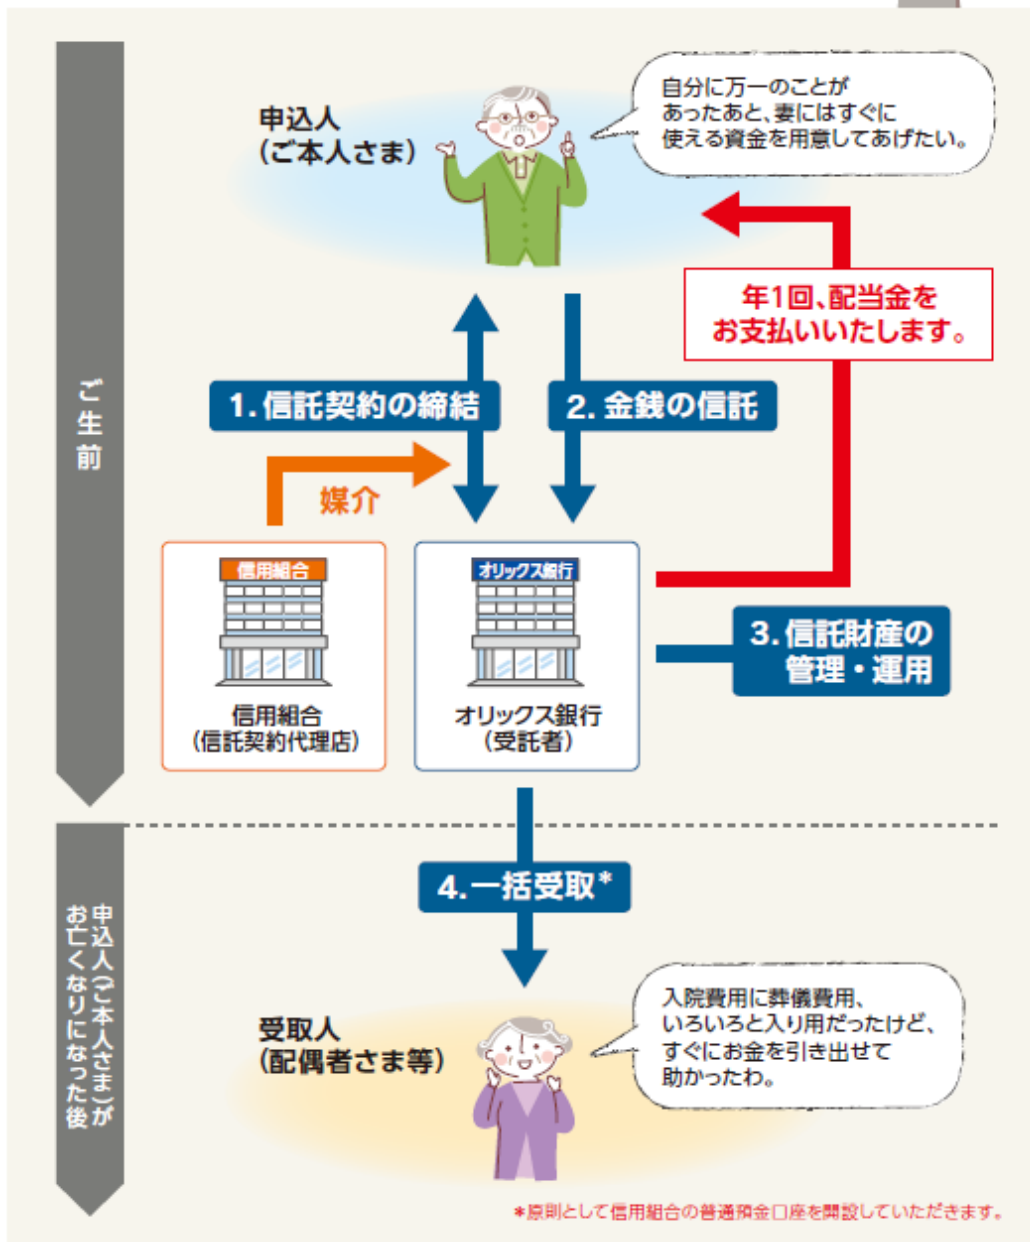 ご生前
申込人
（ご本人さま）
自分に万一のことが
あったあと、妻にはすぐに
使える資金を用意してあげたい。
年1回、配当金を
お支払いいたします。
1. 信託契約の締結
2. 金銭の信託
媒介
信用組合
オリックス銀行
信用組合
（信託契約代理店）
オリックス銀行
（受託者）
3. 信託財産の
管理・運用
申込人（ご本人さま）が
お亡くなりになった後
4. 一括受取*
受取人
（配偶者さま等）
入院費用に葬儀費用、
いろいろと入り用だったけど、
すぐにお金を引き出せて
助かったわ。
*原則として信用組合の普通預金口座を開設していただきます。